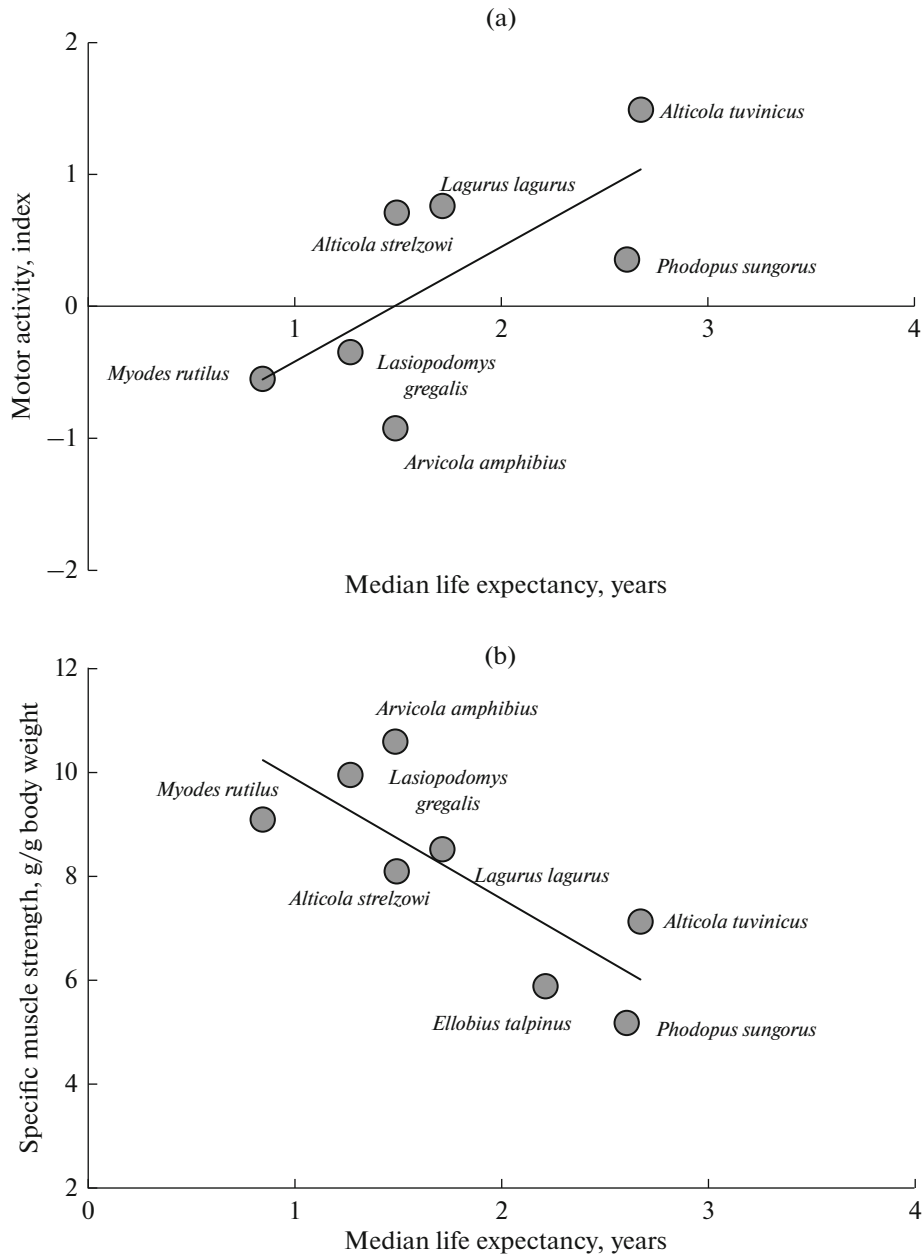 (a)
2
1
0
−1
−2
Motor activity, index
1
2
3
4
Alticola tuvinicus
Lagurus lagurus
Alticola strelzowi
Phodopus sungorus
Myodes rutilus
Lasiopodomys
gregalis
Arvicola amphibius
Median life expectancy, years
(b)
12
10
8
6
4
2
Specific muscle strength, g/g body weight
Arvicola amphibius
Myodes rutilus
Lasiopodomys
gregalis
Lagurus lagurus
Alticola strelzowi
Alticola tuvinicus
Ellobius talpinus
Phodopus sungorus
0
1
2
3
4
Median life expectancy, years